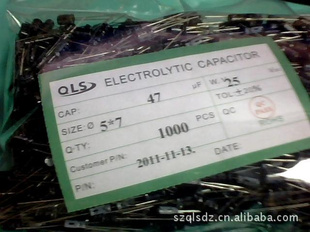 QLS ELECTROLYTIC CAPACITOR
CAP: 47 μF W.V. 25
SIZE: Ø 5*7 TOL: ± 20%
Q-TY: 1000 PCS QC
Customer P/N: 2011-11-13.
P/N: DATE:
szqlsdz.cn.alibaba.com